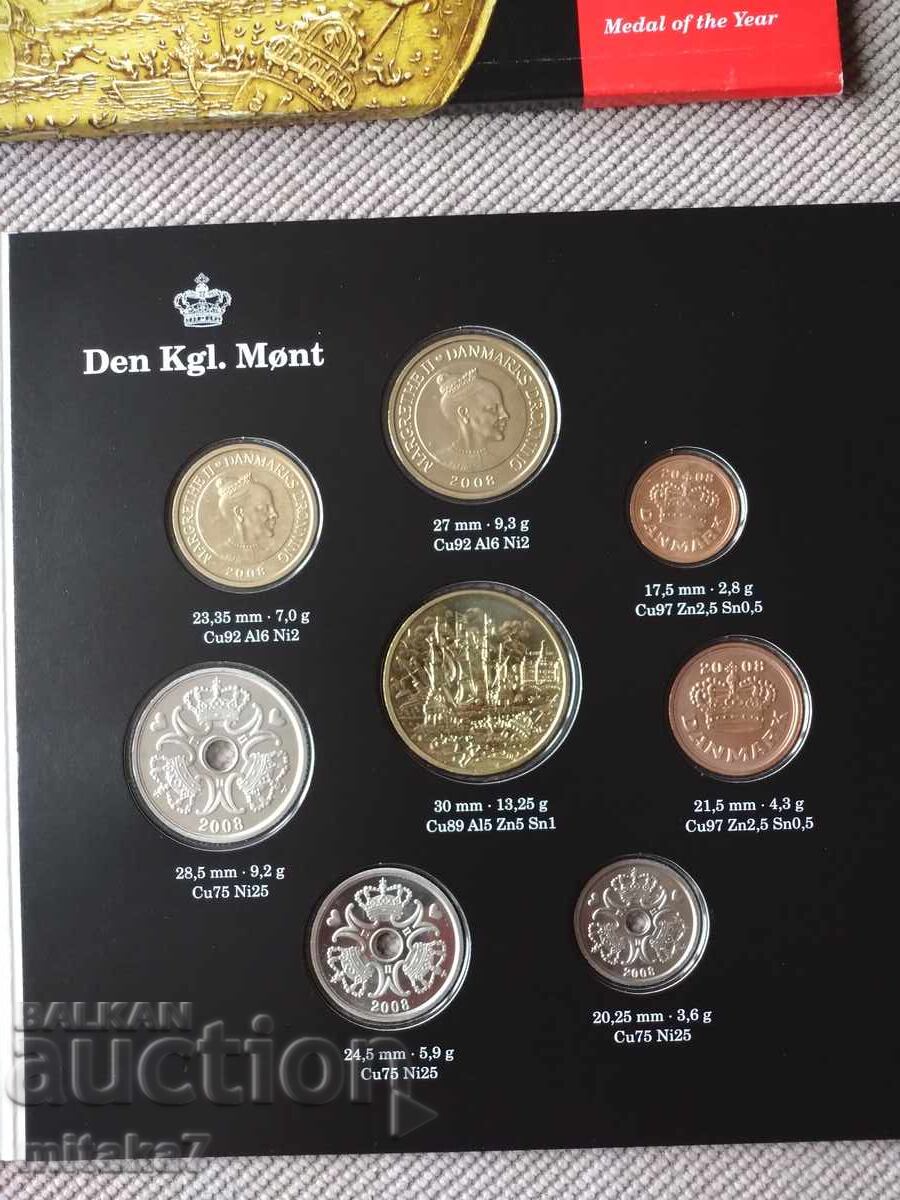 Medal of the Year
Den Kgl. Mønt
MARGRETHE II DANMARKS DRONNING
2008
27 mm · 9,3 g
Cu92 Al6 Ni2
MARGRETHE II DANMARKS DRONNING
2008
23,35 mm · 7,0 g
Cu92 Al6 Ni2
2008
DANMARK
17,5 mm · 2,8 g
Cu97 Zn2,5 Sn0,5
30 mm · 13,25 g
Cu89 Al5 Zn5 Sn1
2008
DANMARK
21,5 mm · 4,3 g
Cu97 Zn2,5 Sn0,5
2008
28,5 mm · 9,2 g
Cu75 Ni25
2008
24,5 mm · 5,9 g
Cu75 Ni25
2008
20,25 mm · 3,6 g
Cu75 Ni25
BALKAN
auction
mitaka7